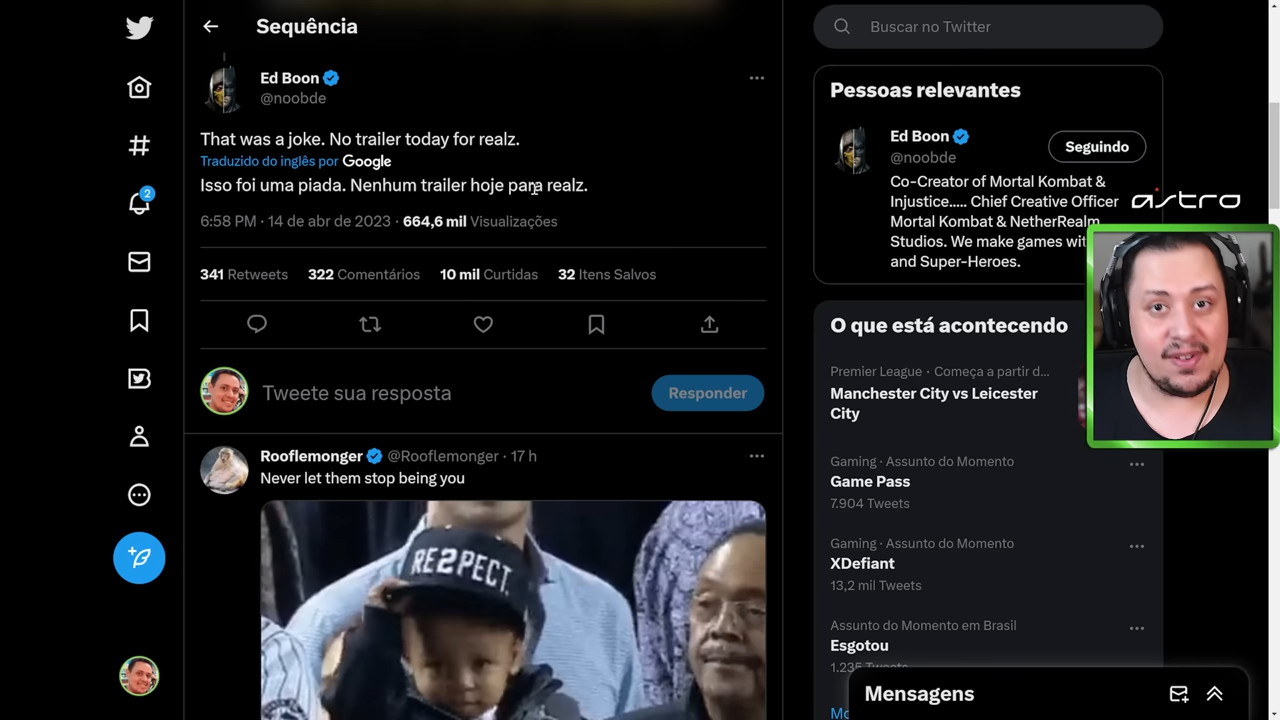 Sequência
Ed Boon
@noobde
That was a joke. No trailer today for realz.
Traduzido do inglês por Google
Isso foi uma piada. Nenhum trailer hoje para realz.
6:58 PM · 14 de abr de 2023 · 664,6 mil Visualizações
341 Retweets 322 Comentários 10 mil Curtidas 32 Itens Salvos
Tweete sua resposta
Responder
Rooflemonger @Rooflemonger · 17 h
Never let them stop being you
RE2PECT.
2
Buscar no Twitter
Pessoas relevantes
Ed Boon
@noobde
Seguindo
Co-Creator of Mortal Kombat &
Injustice..... Chief Creative Officer
Mortal Kombat & NetherRealm
Studios. We make games wit
and Super-Heroes.
astro
O que está acontecendo
Premier League · Começa a partir d...
Manchester City vs Leicester
City
Gaming · Assunto do Momento
Game Pass
7.904 Tweets
Gaming · Assunto do Momento
XDefiant
13,2 mil Tweets
Assunto do Momento em Brasil
Esgotou
1.235 Tweets
Mo
Mensagens